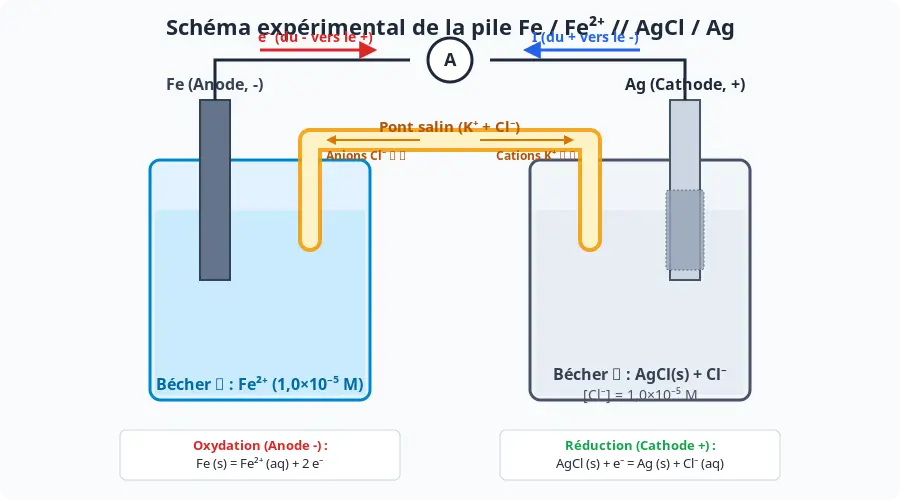 Schéma expérimental de la pile Fe / Fe²⁺ // AgCl / Ag
e⁻ (du - vers le +)
I (du + vers le -)
A
Fe (Anode, -)
Ag (Cathode, +)
Pont salin (K⁺ + Cl⁻)
Anions Cl⁻
Cations K⁺
Bécher : Fe²⁺ (1,0×10⁻⁵ M)
Bécher : AgCl(s) + Cl⁻
[Cl⁻] = 1,0×10⁻⁵ M
Oxydation (Anode -) :
Fe (s) = Fe²⁺ (aq) + 2 e⁻
Réduction (Cathode +) :
AgCl (s) + e⁻ = Ag (s) + Cl⁻ (aq)